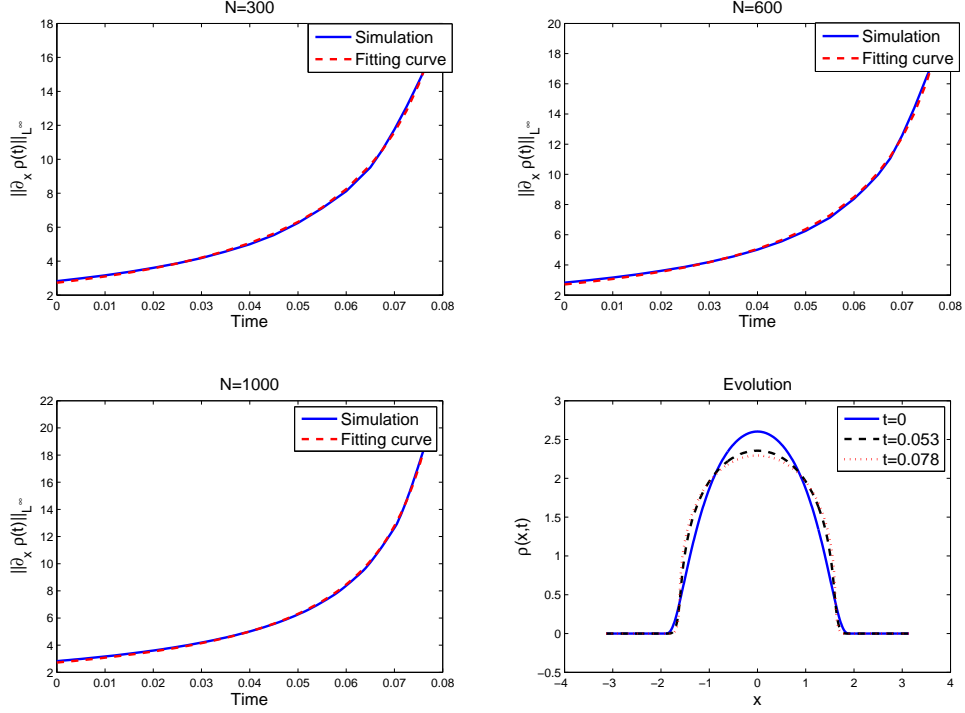 N=300
18
16
14
12
10
8
6
4
2
||∂x ρ(t)||L∞
Simulation
Fitting curve
0 0.01 0.02 0.03 0.04 0.05 0.06 0.07 0.08
Time
N=600
20
18
16
14
12
10
8
6
4
2
||∂x ρ(t)||L∞
Simulation
Fitting curve
0 0.01 0.02 0.03 0.04 0.05 0.06 0.07 0.08
Time
N=1000
22
20
18
16
14
12
10
8
6
4
2
||∂x ρ(t)||L∞
Simulation
Fitting curve
0 0.01 0.02 0.03 0.04 0.05 0.06 0.07 0.08
Time
Evolution
3
2.5
2
1.5
1
0.5
0
−0.5
ρ(x,t)
t=0
t=0.053
t=0.078
−4 −3 −2 −1 0 1 2 3 4
x